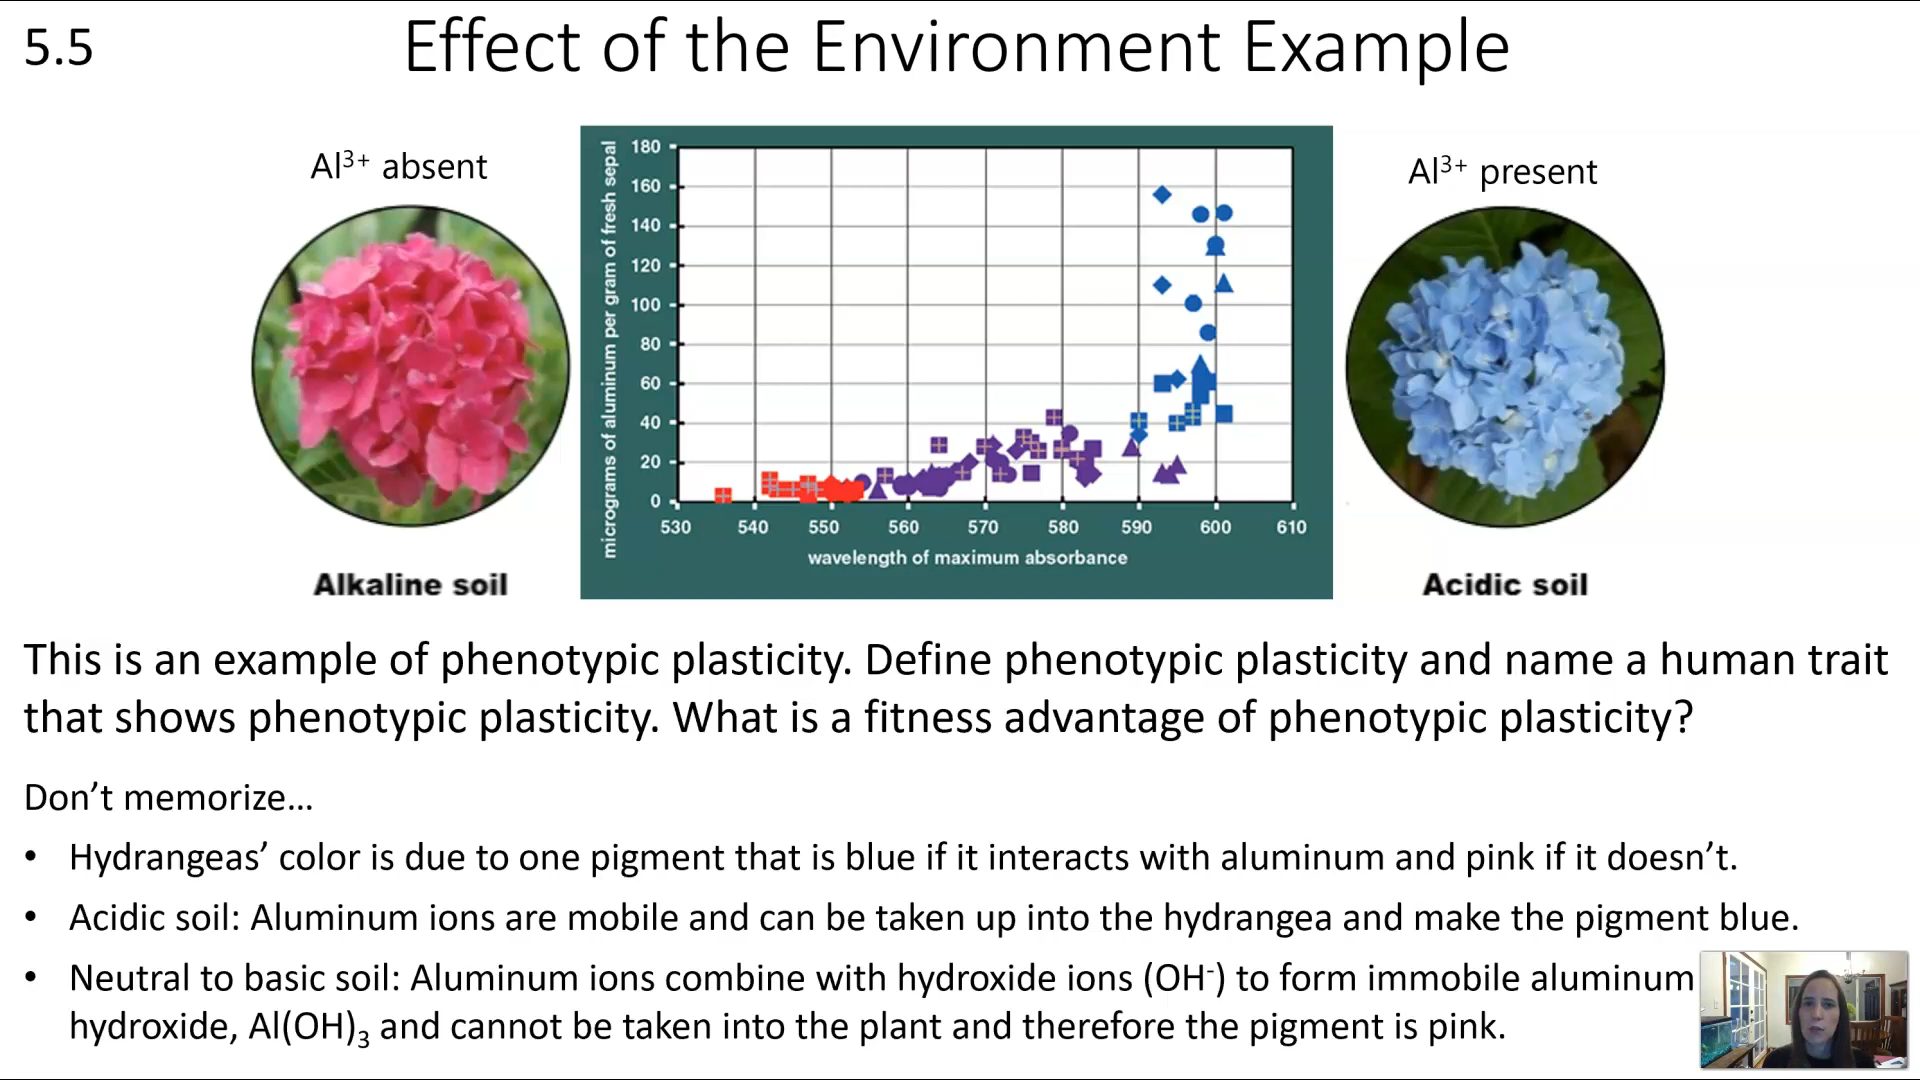 5.5
Effect of the Environment Example
Al³⁺ absent
Alkaline soil
micrograms of aluminum per gram of fresh sepal
180
160
140
120
100
80
60
40
20
0
530 540 550 560 570 580 590 600 610
wavelength of maximum absorbance
Al³⁺ present
Acidic soil
This is an example of phenotypic plasticity. Define phenotypic plasticity and name a human trait
that shows phenotypic plasticity. What is a fitness advantage of phenotypic plasticity?
Don’t memorize…
• Hydrangeas’ color is due to one pigment that is blue if it interacts with aluminum and pink if it doesn’t.
• Acidic soil: Aluminum ions are mobile and can be taken up into the hydrangea and make the pigment blue.
• Neutral to basic soil: Aluminum ions combine with hydroxide ions (OH⁻) to form immobile aluminum
hydroxide, Al(OH)₃ and cannot be taken into the plant and therefore the pigment is pink.